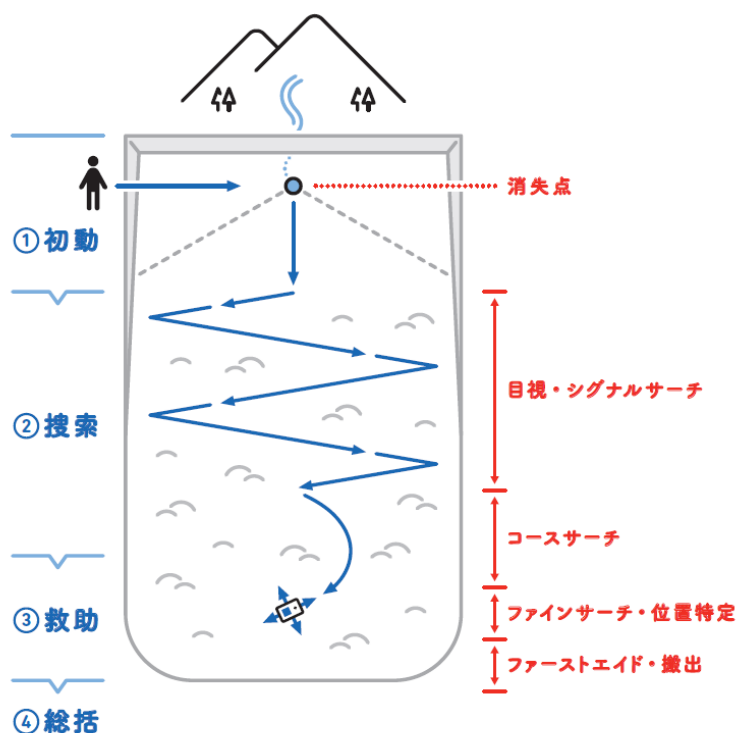 消失点
①初動
目視・シグナルサーチ
②捜索
コースサーチ
ファインサーチ・位置特定
③救助
ファーストエイド・搬出
④総括